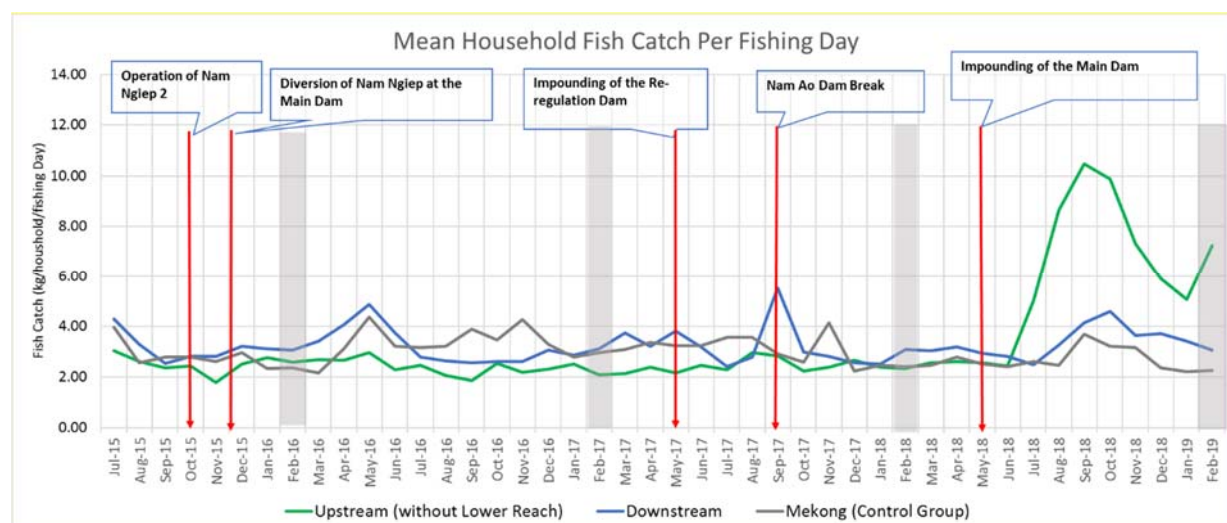 Mean Household Fish Catch Per Fishing Day
Operation of Nam
Ngiep 2
Diversion of Nam Ngiep at the
Main Dam
Impounding of the Re-
regulation Dam
Nam Ao Dam Break
Impounding of the Main Dam
Fish Catch (kg/houshold/fishing Day)
14.00
12.00
10.00
8.00
6.00
4.00
2.00
0.00
Jul-15
Aug-15
Sep-15
Oct-15
Nov-15
Dec-15
Jan-16
Feb-16
Mar-16
Apr-16
May-16
Jun-16
Jul-16
Aug-16
Sep-16
Oct-16
Nov-16
Dec-16
Jan-17
Feb-17
Mar-17
Apr-17
May-17
Jun-17
Jul-17
Aug-17
Sep-17
Oct-17
Nov-17
Dec-17
Jan-18
Feb-18
Mar-18
Apr-18
May-18
Jun-18
Jul-18
Aug-18
Sep-18
Oct-18
Nov-18
Dec-18
Jan-19
Feb-19
Upstream (without Lower Reach)
Downstream
Mekong (Control Group)